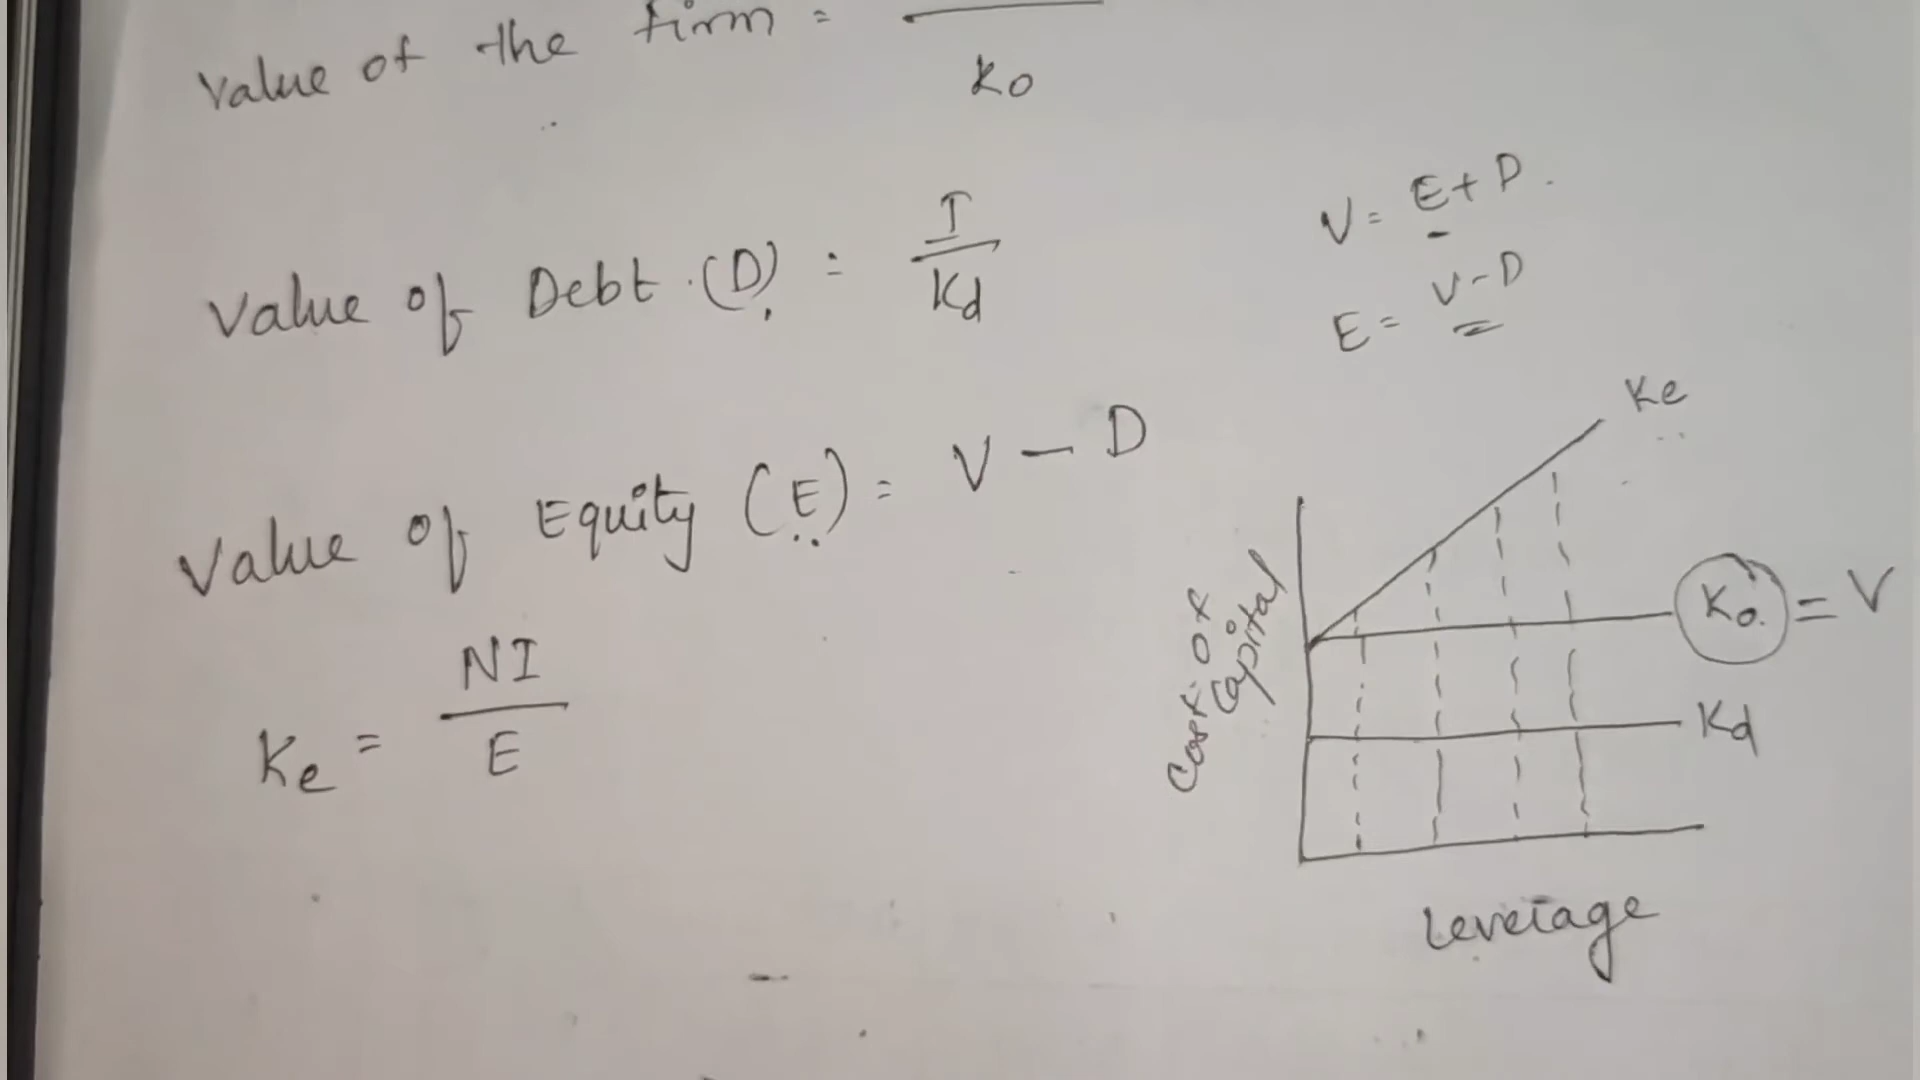 Value of the firm = 
Ko
Value of Debt (D) = I
Kd
V = E + D
E = V - D
Value of Equity (E) = V - D
Ke = NI
E
Ke
Ko = V
Kd
Cost of
Capital
Leverage